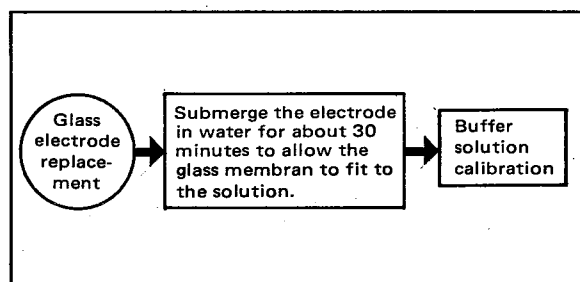 Glass
electrode
replace-
ment
Submerge the electrode
in water for about 30
minutes to allow the
glass membran to fit to
the solution.
Buffer
solution
calibration